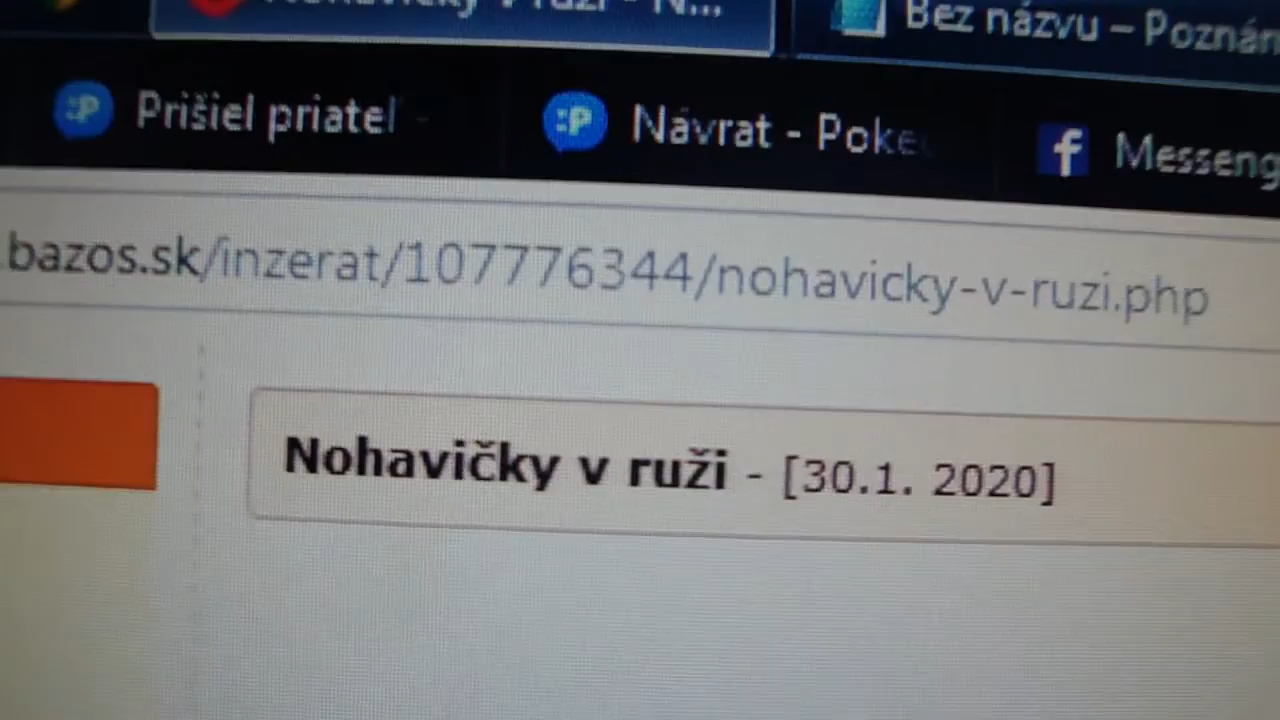 Bez názvu – Poznám
:P Prišiel priatel -
:P Návrat - Poke
f Messeng
bazos.sk/inzerat/107776344/nohavicky-v-ruzi.php
Nohavičky v ruži - [30.1. 2020]